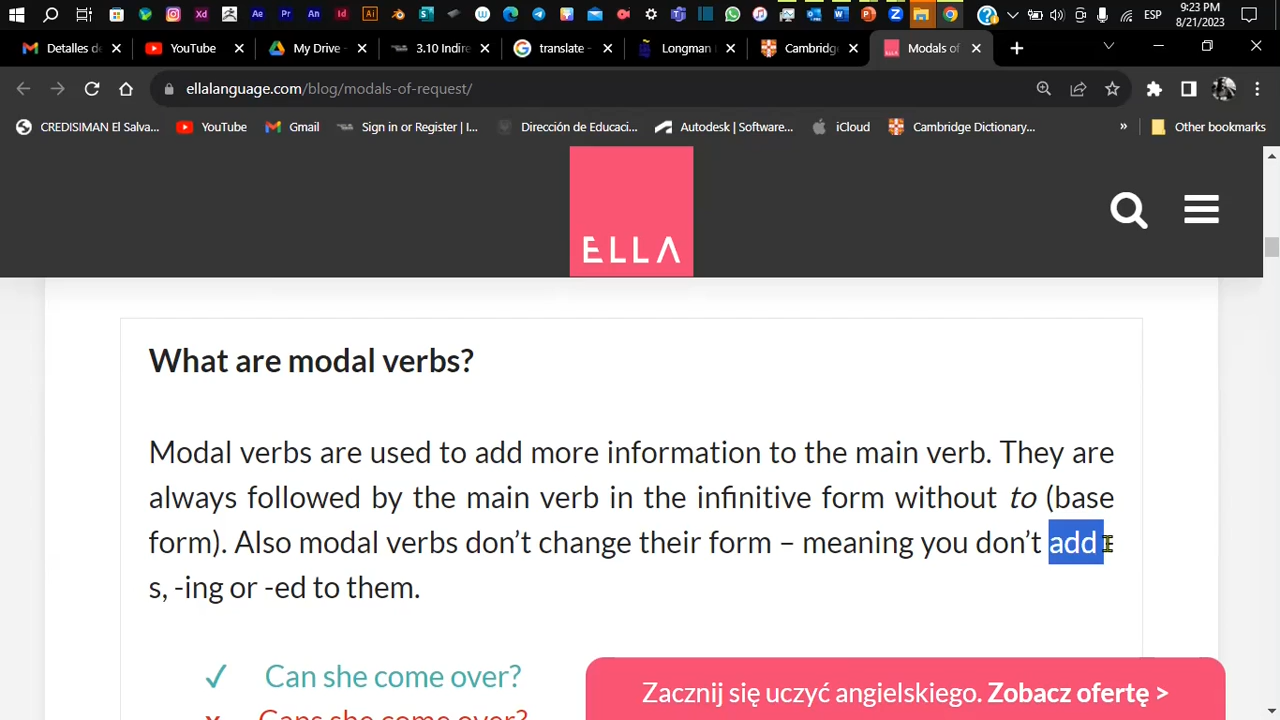 9:23 PM
ESP
8/21/2023
Detalles de
YouTube
My Drive -
3.10 Indire
translate -
Longman
Cambridg
Modals of
ellalanguage.com/blog/modals-of-request/
CREDISIMAN El Salva...
YouTube
Gmail
Sign in or Register | I...
Dirección de Educaci...
Autodesk | Software...
iCloud
Cambridge Dictionary...
»
Other bookmarks
ELLA
What are modal verbs?
Modal verbs are used to add more information to the main verb. They are
always followed by the main verb in the infinitive form without to (base
form). Also modal verbs don’t change their form – meaning you don’t add
s, -ing or -ed to them.
✓ Can she come over?
Cans she come over?
Zacznij się uczyć angielskiego. Zobacz ofertę >